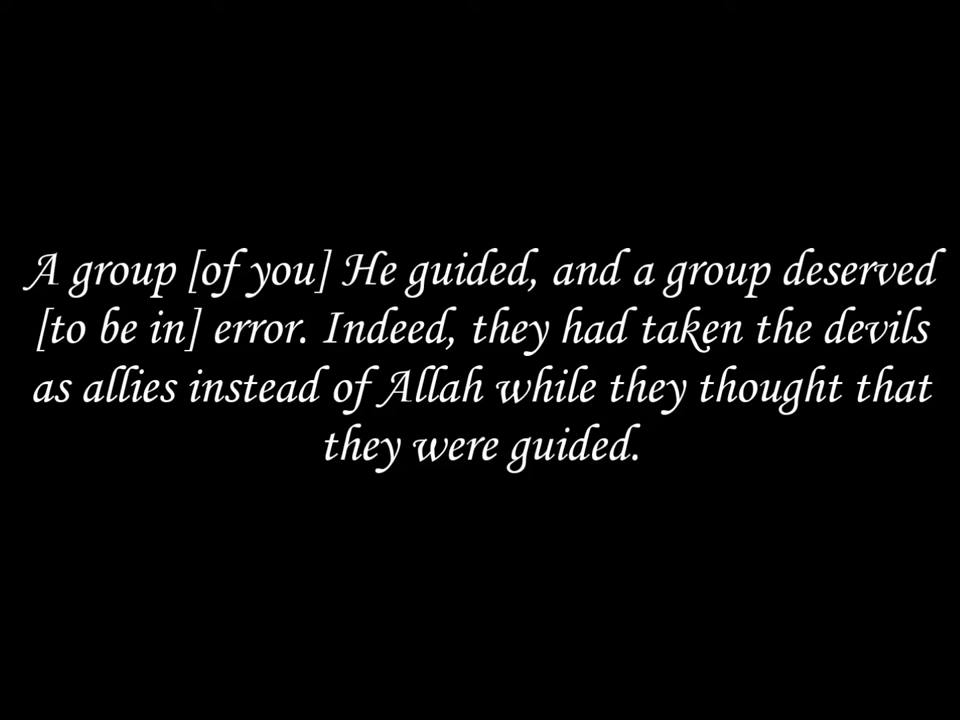 A group [of you] He guided, and a group deserved
[to be in] error. Indeed, they had taken the devils
as allies instead of Allah while they thought that
they were guided.